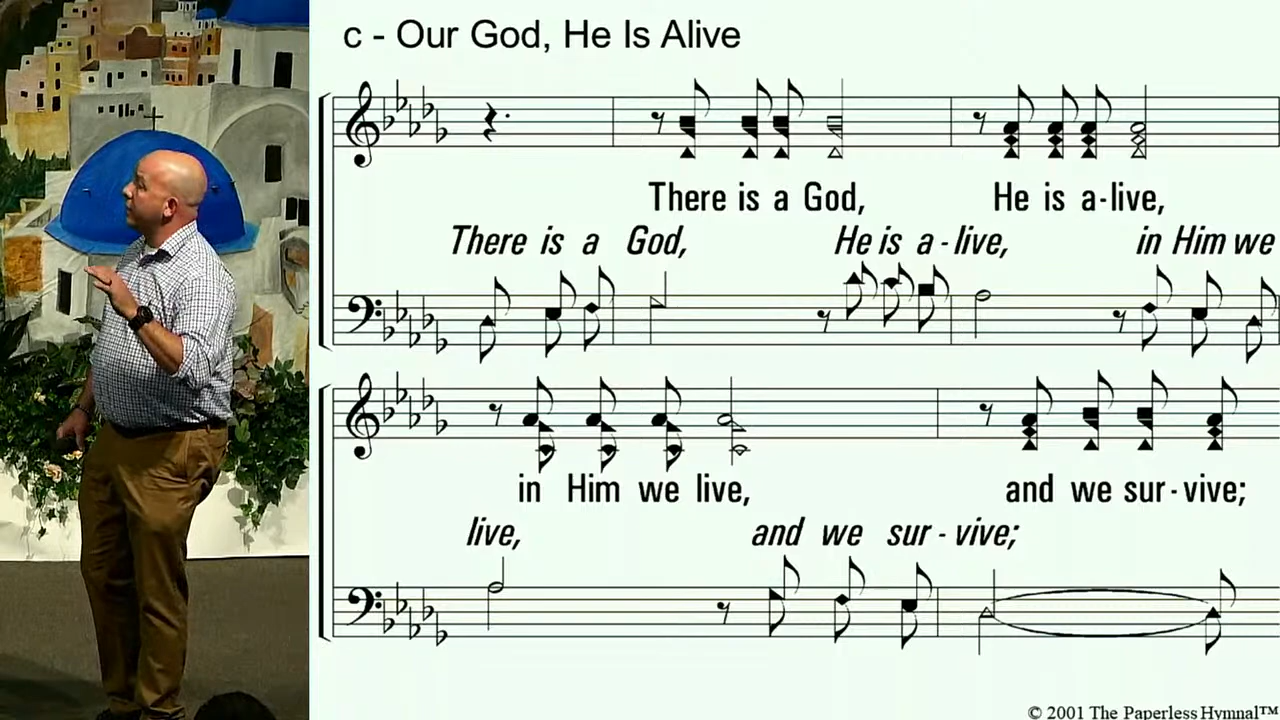 c - Our God, He Is Alive
There is a God, He is a-live,
There is a God, He is a-live, in Him we
in Him we live, and we sur-vive;
live, and we sur-vive;
© 2001 The Paperless Hymnal™